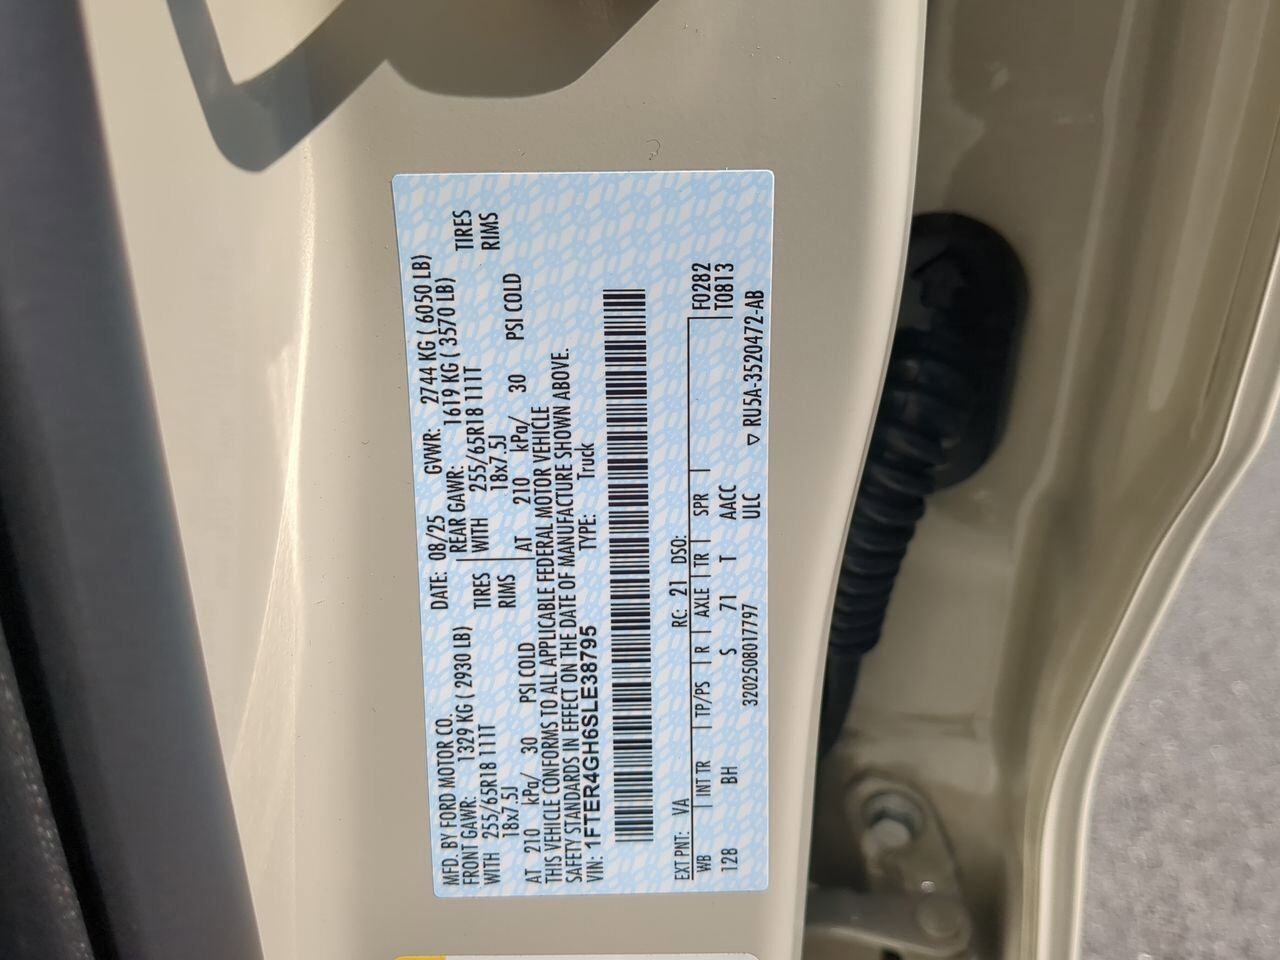 MFD. BY FORD MOTOR CO. DATE: 08/25 GVWR: 2744 KG ( 6050 LB)
FRONT GAWR: 1329 KG ( 2930 LB) REAR GAWR: 1619 KG ( 3570 LB)
WITH 255/65R18 111T TIRES WITH 255/65R18 111T TIRES
18x7.5J RIMS 18x7.5J RIMS
AT 210 kPa/ 30 PSI COLD AT 210 kPa/ 30 PSI COLD
THIS VEHICLE CONFORMS TO ALL APPLICABLE FEDERAL MOTOR VEHICLE
SAFETY STANDARDS IN EFFECT ON THE DATE OF MANUFACTURE SHOWN ABOVE.
VIN: 1FTER4GH6SLE38795 TYPE: Truck
EXT PNT: VA RC: 21 DSO: F0282
WB INT TR TP/PS R AXLE TR SPR T0813
128 BH S 71 T AACC
3202508017797 ULC ▽ RU5A-3520472-AB